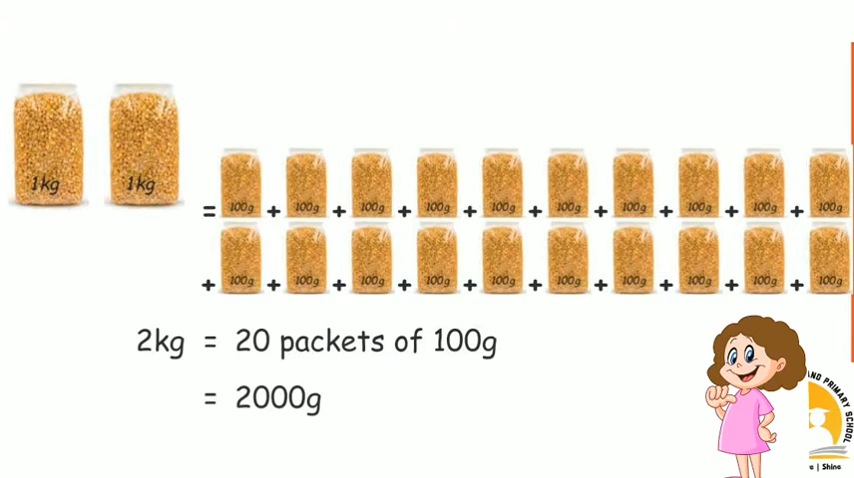 1kg 1kg
= 100g + 100g + 100g + 100g + 100g + 100g + 100g + 100g + 100g + 100g
+ 100g + 100g + 100g + 100g + 100g + 100g + 100g + 100g + 100g + 100g
2kg = 20 packets of 100g
= 2000g
PRIMARY SCHOOL
| Shine